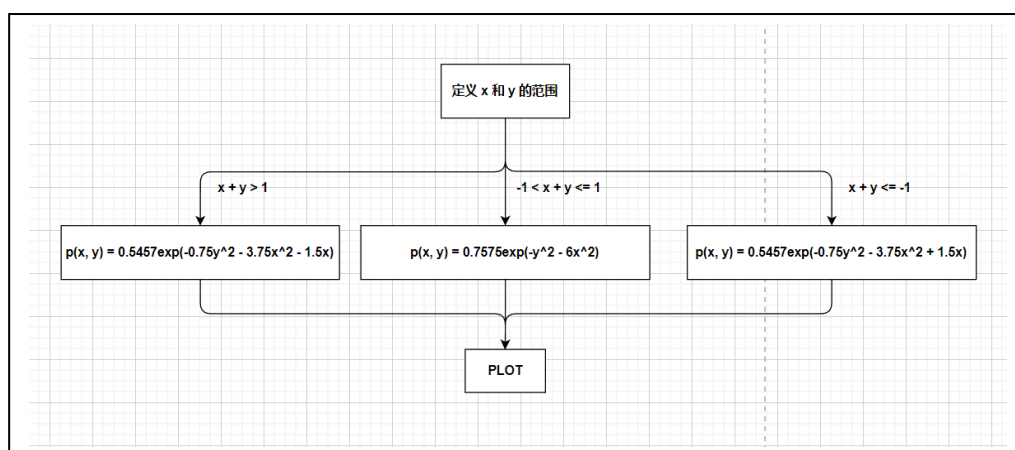 定义 x 和 y 的范围
x + y > 1
-1 < x + y <= 1
x + y <= -1
p(x, y) = 0.5457exp(-0.75y^2 - 3.75x^2 - 1.5x)
p(x, y) = 0.7575exp(-y^2 - 6x^2)
p(x, y) = 0.5457exp(-0.75y^2 - 3.75x^2 + 1.5x)
PLOT